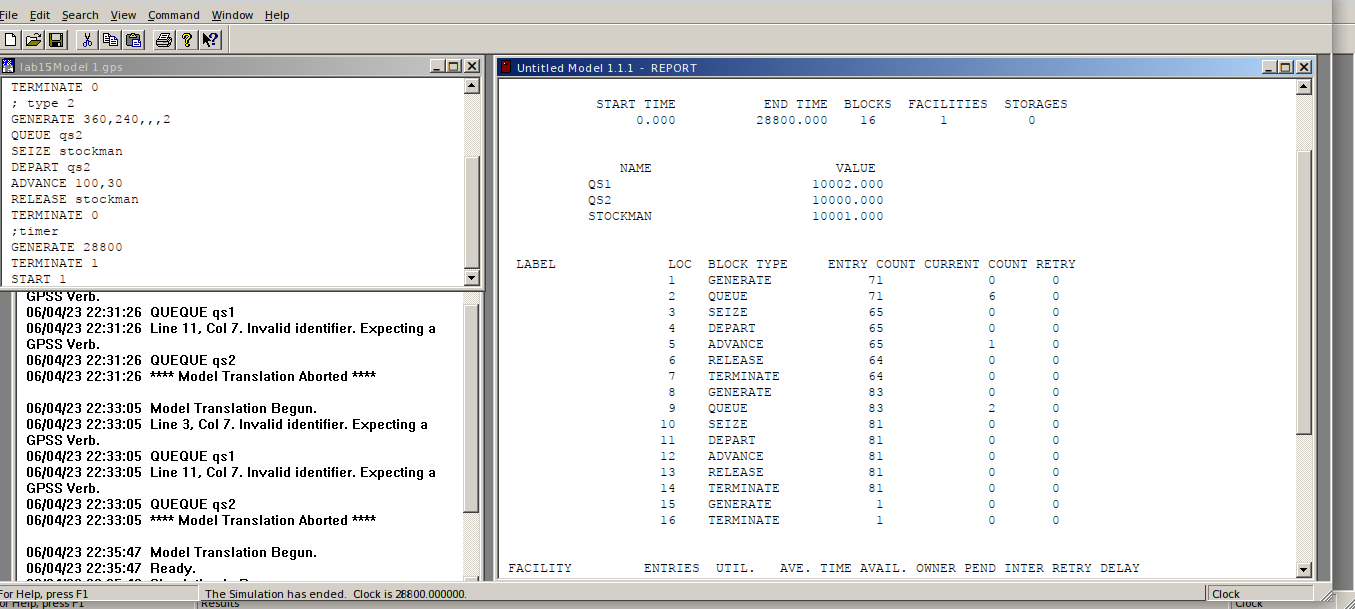 File Edit Search View Command Window Help
lab15Model 1.gps
TERMINATE 0
; type 2
GENERATE 360,240,,,2
QUEUE qs2
SEIZE stockman
DEPART qs2
ADVANCE 100,30
RELEASE stockman
TERMINATE 0
;timer
GENERATE 28800
TERMINATE 1
START 1
GPSS Verb.
06/04/23 22:31:26 QUEQUE qs1
06/04/23 22:31:26 Line 11, Col 7. Invalid identifier. Expecting a
GPSS Verb.
06/04/23 22:31:26 QUEQUE qs2
06/04/23 22:31:26 **** Model Translation Aborted ****
06/04/23 22:33:05 Model Translation Begun.
06/04/23 22:33:05 Line 3, Col 7. Invalid identifier. Expecting a
GPSS Verb.
06/04/23 22:33:05 QUEQUE qs1
06/04/23 22:33:05 Line 11, Col 7. Invalid identifier. Expecting a
GPSS Verb.
06/04/23 22:33:05 QUEQUE qs2
06/04/23 22:33:05 **** Model Translation Aborted ****
06/04/23 22:35:47 Model Translation Begun.
06/04/23 22:35:47 Ready.
Untitled Model 1.1.1 - REPORT
START TIME END TIME BLOCKS FACILITIES STORAGES
0.000 28800.000 16 1 0
NAME VALUE
QS1 10002.000
QS2 10000.000
STOCKMAN 10001.000
LABEL LOC BLOCK TYPE ENTRY COUNT CURRENT COUNT RETRY
1 GENERATE 71 0 0
2 QUEUE 71 6 0
3 SEIZE 65 0 0
4 DEPART 65 0 0
5 ADVANCE 65 1 0
6 RELEASE 64 0 0
7 TERMINATE 64 0 0
8 GENERATE 83 0 0
9 QUEUE 83 2 0
10 SEIZE 81 0 0
11 DEPART 81 0 0
12 ADVANCE 81 0 0
13 RELEASE 81 0 0
14 TERMINATE 81 0 0
15 GENERATE 1 0 0
16 TERMINATE 1 0 0
FACILITY ENTRIES UTIL. AVE. TIME AVAIL. OWNER PEND INTER RETRY DELAY
For Help, press F1 The Simulation has ended. Clock is 28800.000000. Clock
or Help, press F1 Results Clock